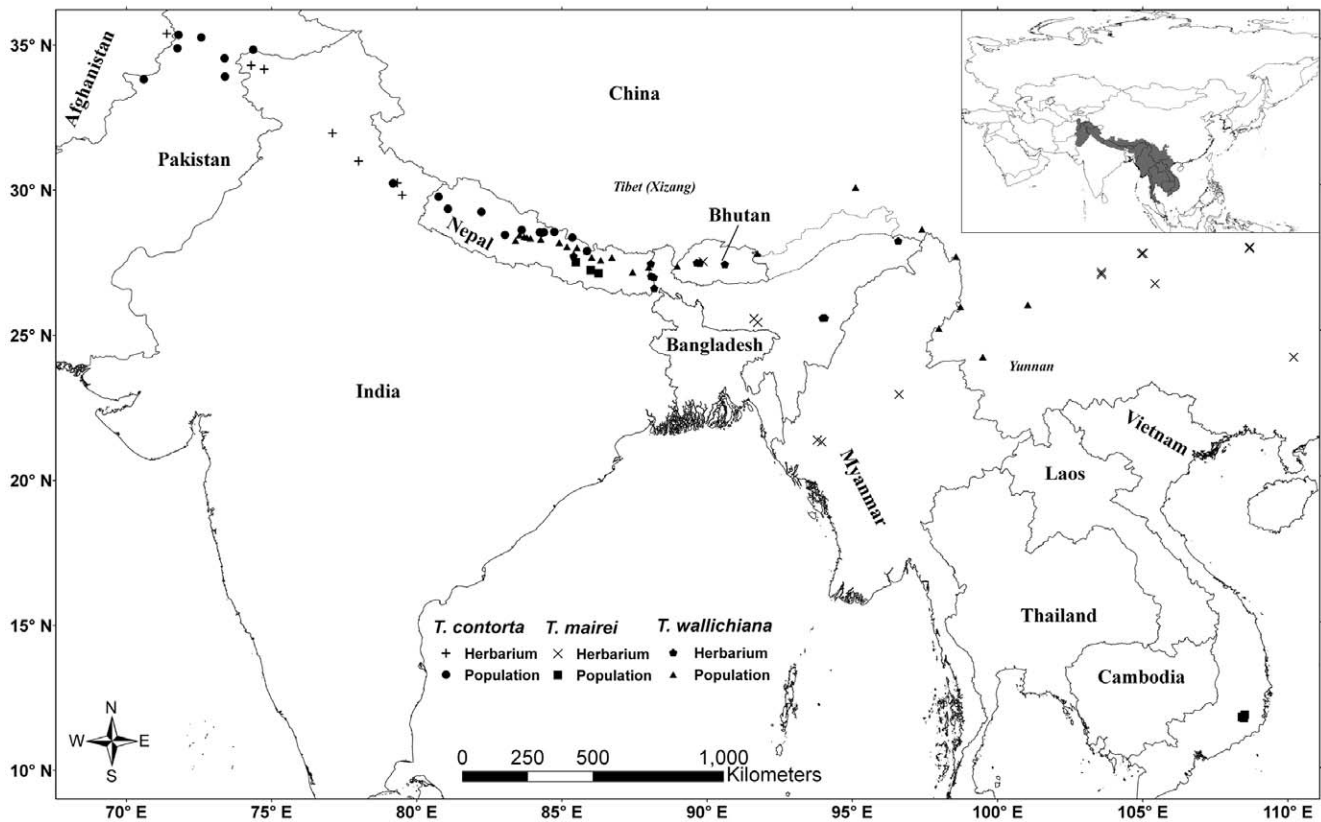 35° N
30° N
25° N
20° N
15° N
10° N
Afghanistan
China
Pakistan
Tibet (Xizang)
Bhutan
Nepal
Bangladesh
India
Yunnan
Vietnam
Myanmar
Laos
Thailand
Cambodia
T. contorta T. mairei T. wallichiana
Herbarium Herbarium Herbarium
Population Population Population
N
W E
S
0 250 500 1,000
Kilometers
70° E 75° E 80° E 85° E 90° E 95° E 100° E 105° E 110° E